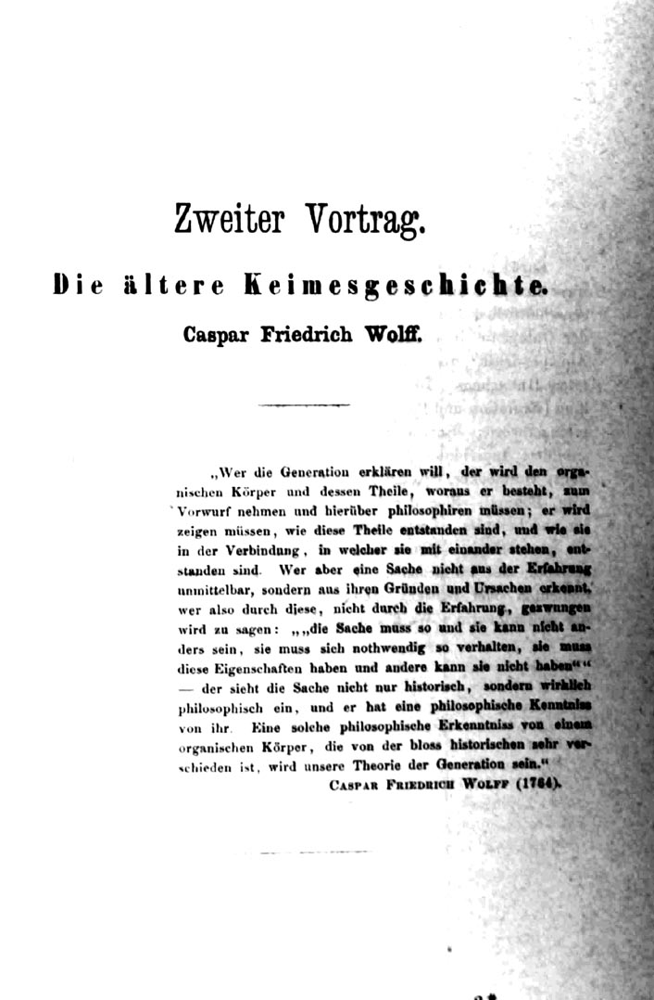 Zweiter Vortrag.
Die ältere Keimesgeschichte.
Caspar Friedrich Wolff.
„Wer die Generation erklären will, der wird den orga-
nischen Körper und dessen Theile, woraus er besteht, zum
Vorwurf nehmen und hierüber philosophiren müssen; er wird
zeigen müssen, wie diese Theile entstanden sind, und wie sie
in der Verbindung, in welcher sie mit einander stehen, ent-
standen sind. Wer aber eine Sache nicht aus der Erfahrung
unmittelbar, sondern aus ihren Gründen und Ursachen erkennt,
wer also durch diese, nicht durch die Erfahrung, gezwungen
wird zu sagen: „„die Sache muss so und sie kann nicht an-
ders sein, sie muss sich nothwendig so verhalten, sie muss
diese Eigenschaften haben und andere kann sie nicht haben““
— der sieht die Sache nicht nur historisch, sondern wirklich
philosophisch ein, und er hat eine philosophische Kenntniss
von ihr. Eine solche philosophische Erkenntniss von einem
organischen Körper, die von der bloss historischen sehr ver-
schieden ist, wird unsere Theorie der Generation sein.“
Caspar Friedrich Wolff (1764).